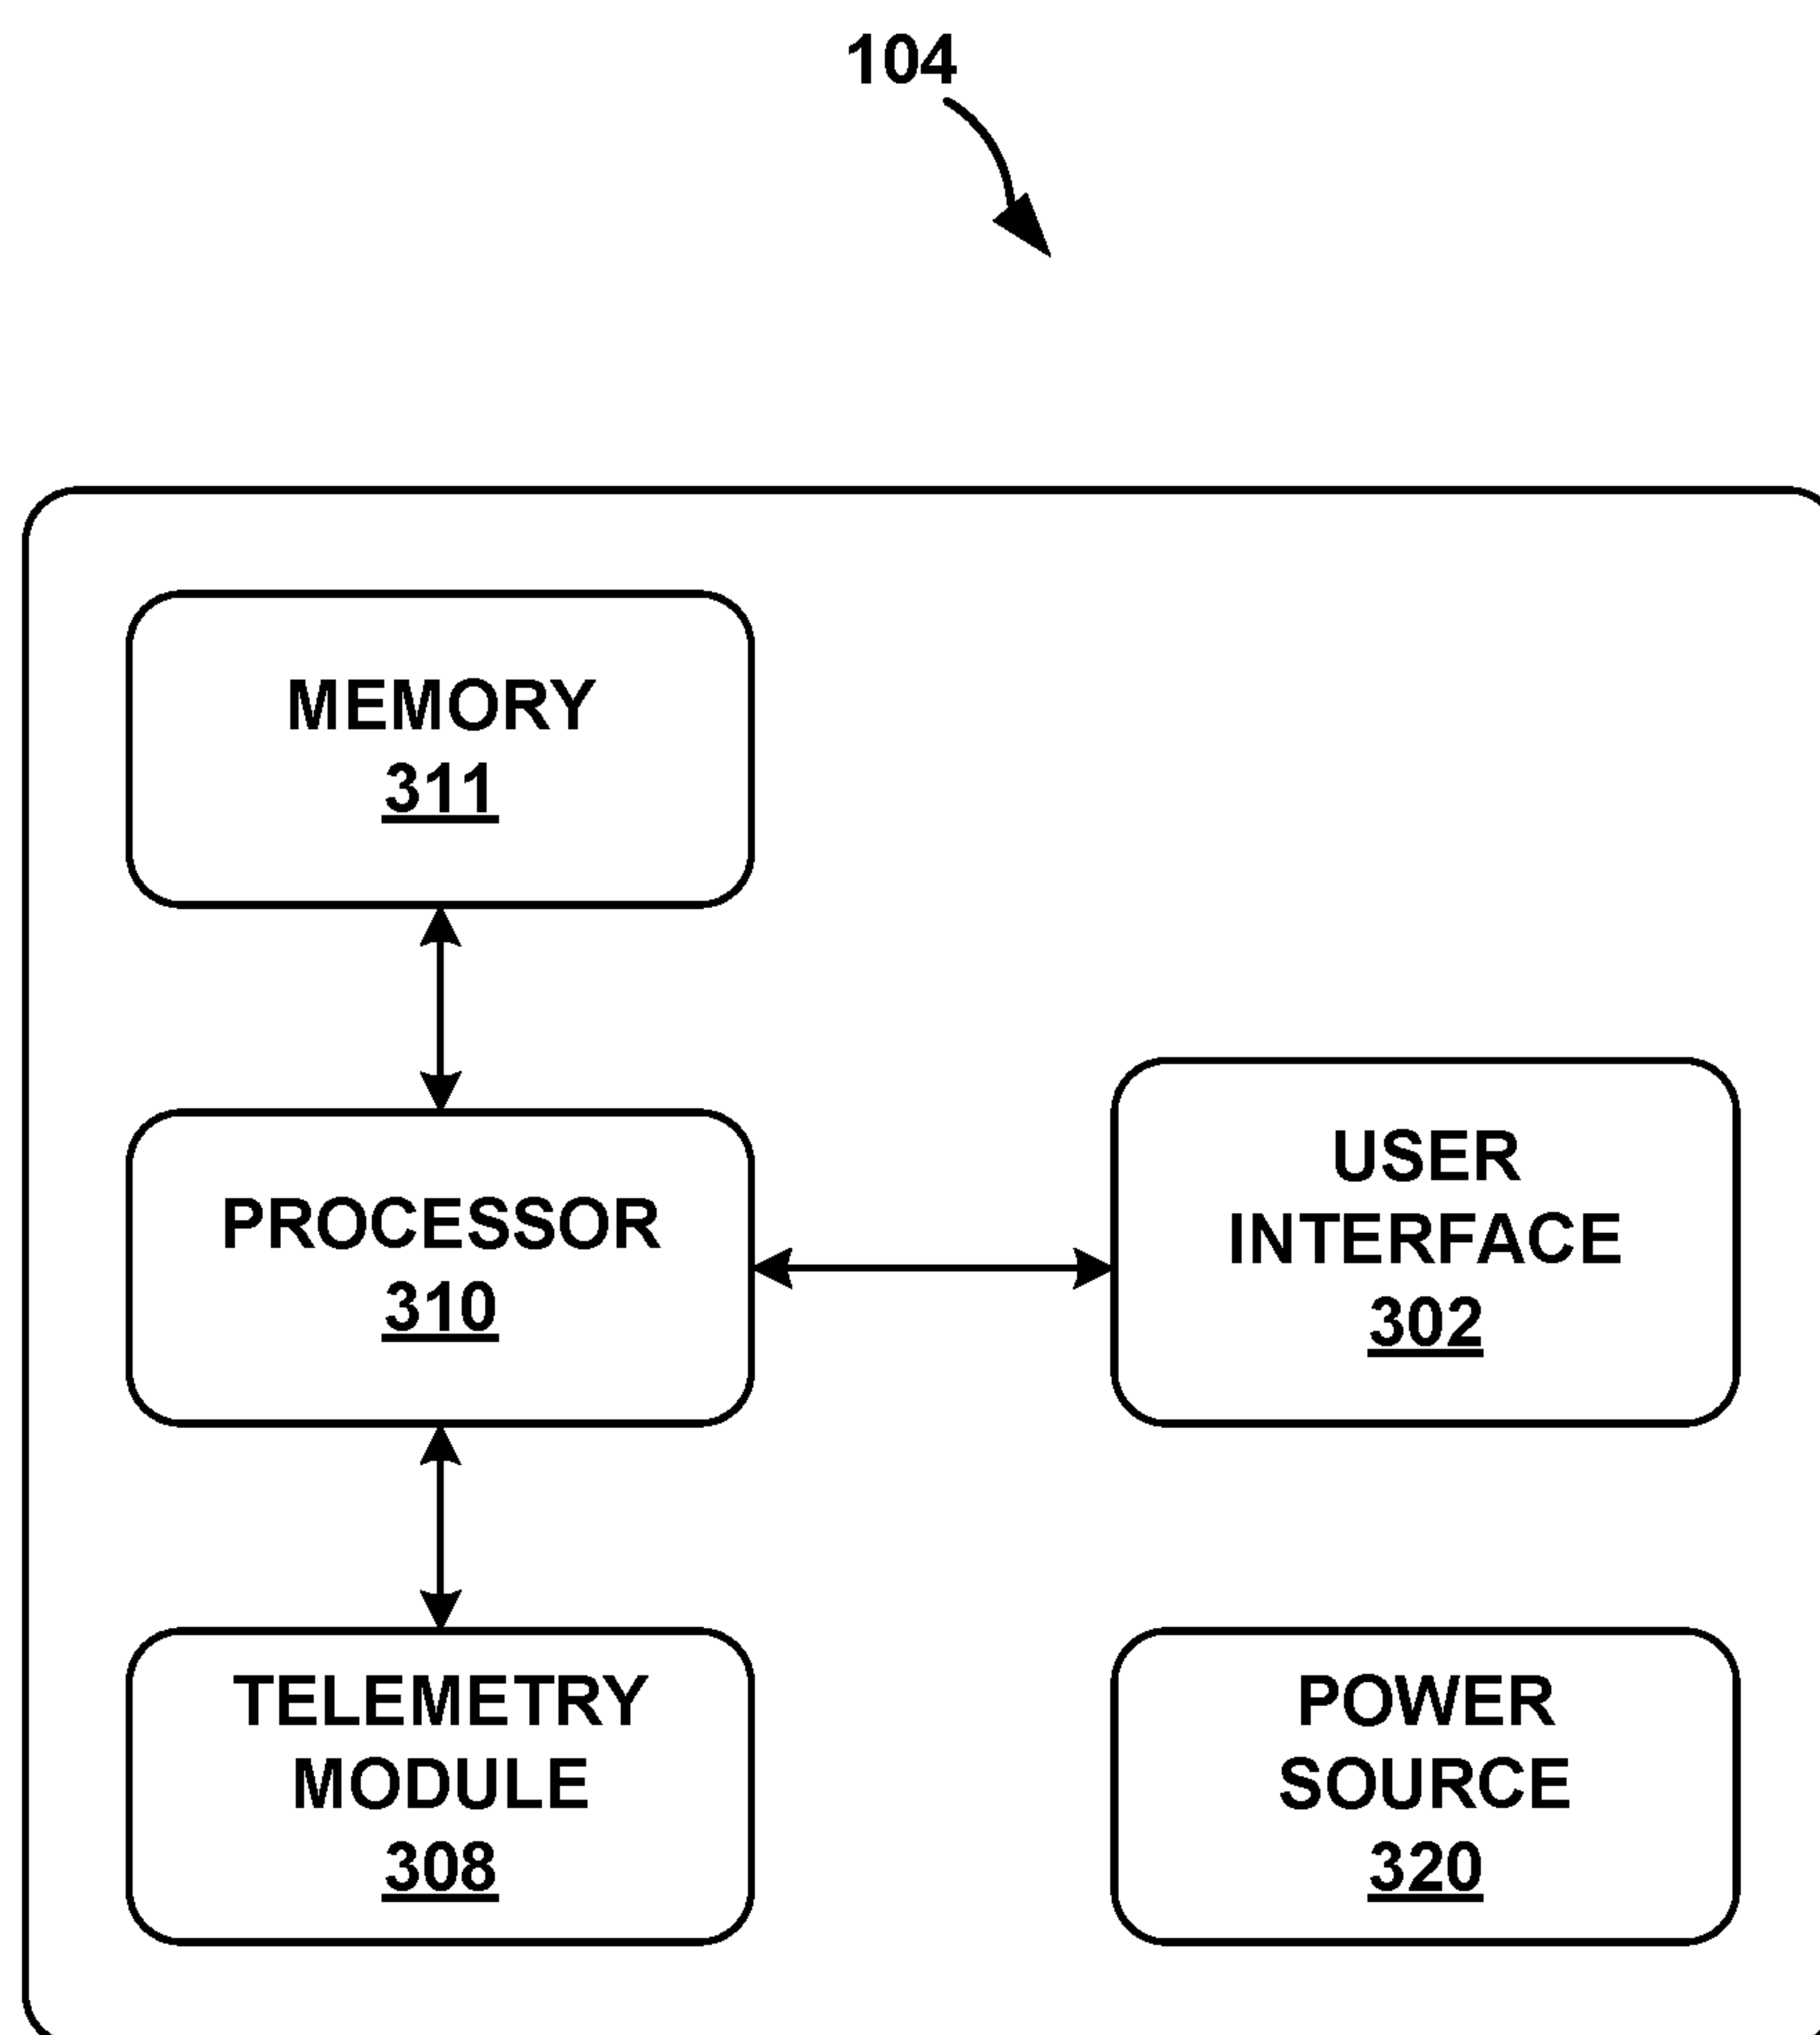 104
MEMORY
311
PROCESSOR
310
USER
INTERFACE
302
TELEMETRY
MODULE
308
POWER
SOURCE
320